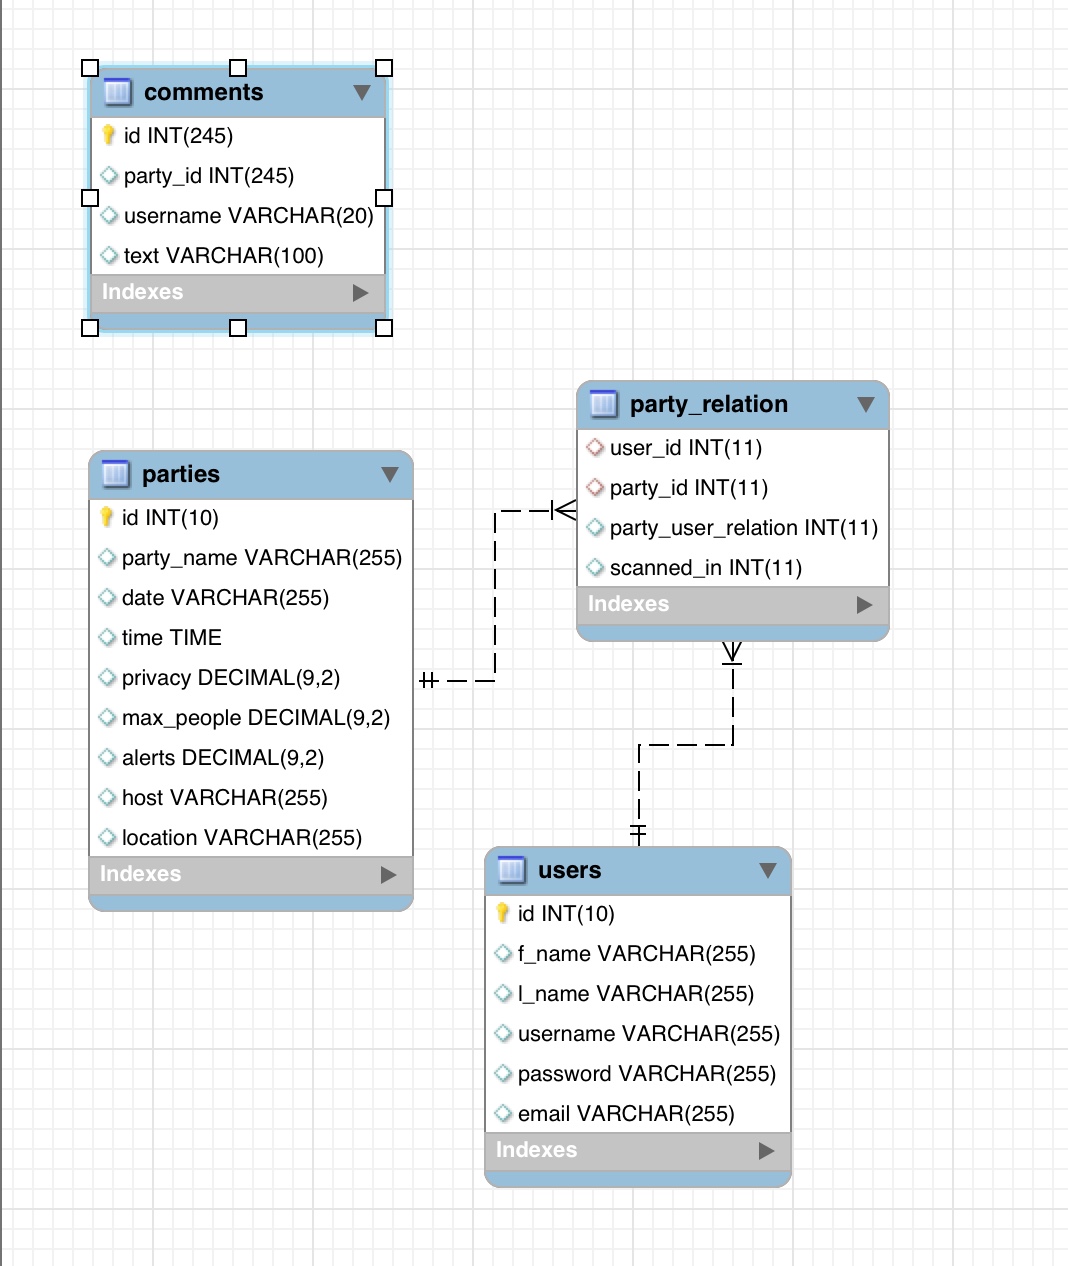 comments
id INT(245)
party_id INT(245)
username VARCHAR(20)
text VARCHAR(100)
Indexes
party_relation
user_id INT(11)
party_id INT(11)
party_user_relation INT(11)
scanned_in INT(11)
Indexes
parties
id INT(10)
party_name VARCHAR(255)
date VARCHAR(255)
time TIME
privacy DECIMAL(9,2)
max_people DECIMAL(9,2)
alerts DECIMAL(9,2)
host VARCHAR(255)
location VARCHAR(255)
Indexes
users
id INT(10)
f_name VARCHAR(255)
l_name VARCHAR(255)
username VARCHAR(255)
password VARCHAR(255)
email VARCHAR(255)
Indexes